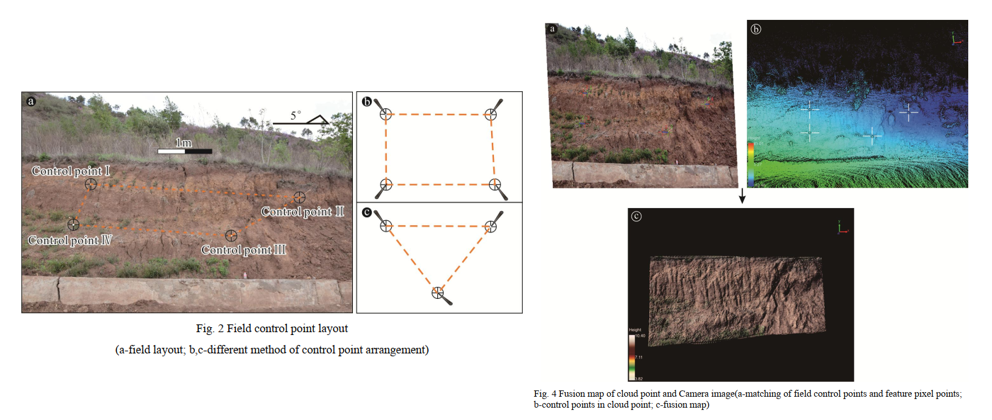 a
5°
1m
Control point I
Control point II
Control point IV
Control point III
b
c
Fig. 2 Field control point layout
(a-field layout; b,c-different method of control point arrangement)
a
b
c
Height
7.11
Fig. 4 Fusion map of cloud point and Camera image(a-matching of field control points and feature pixel points;
b-control points in cloud point; c-fusion map)